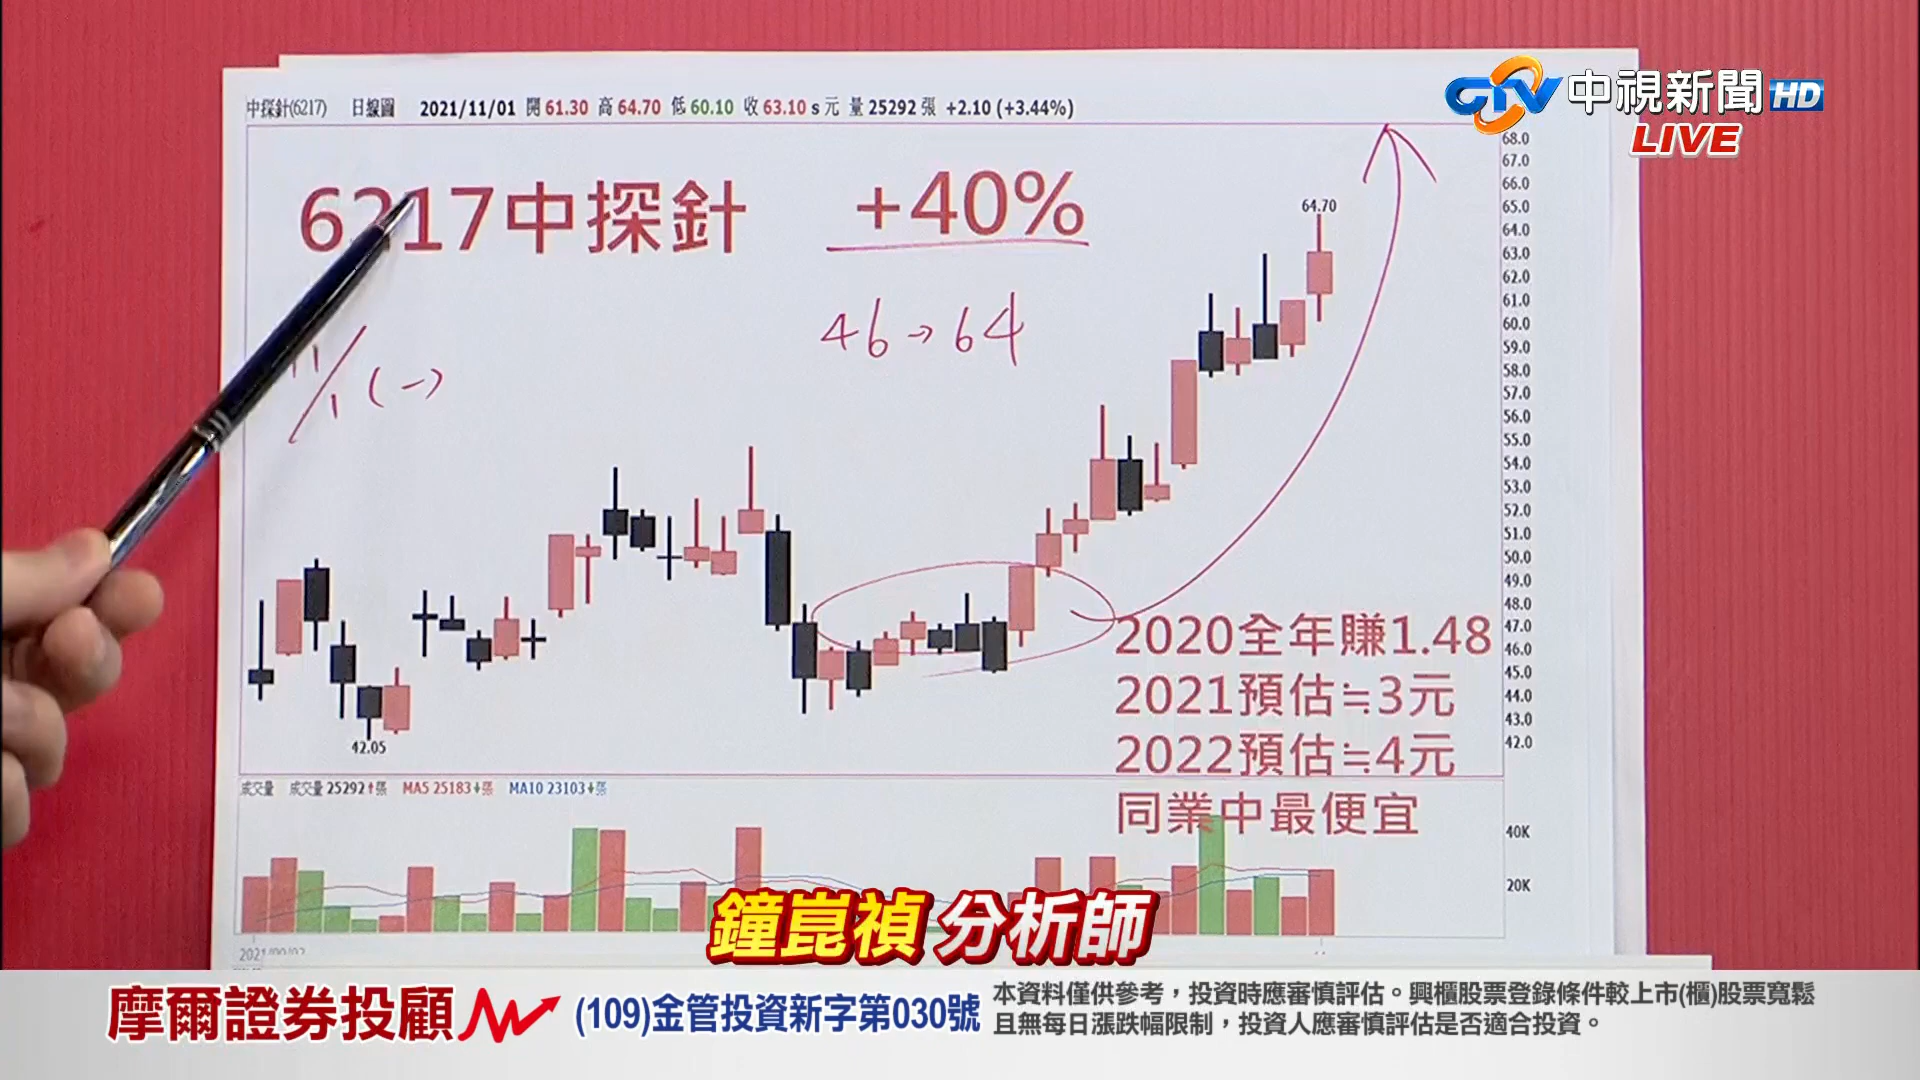 中探針(6217) 日線圖 2021/11/01 開 61.30 高 64.70 低 60.10 收 63.10 s 元 量 25292 張 +2.10 (+3.44%)
CTV 中視新聞 HD
LIVE
6217中探針 +40%
46→64
11/1 (一)
64.70
42.05
68.0
67.0
66.0
65.0
64.0
63.0
62.0
61.0
60.0
59.0
58.0
57.0
56.0
55.0
54.0
53.0
52.0
51.0
50.0
49.0
48.0
47.0
46.0
45.0
44.0
43.0
42.0
2020全年賺1.48
2021預估≒3元
2022預估≒4元
同業中最便宜
成交量 成交量 25292↑張 MA5 25183↓張 MA10 23103↓張
40K
20K
鐘崑禎 分析師
摩爾證券投顧 (109)金管投資新字第030號
本資料僅供參考，投資時應審慎評估。興櫃股票登錄條件較上市(櫃)股票寬鬆
且無每日漲跌幅限制，投資人應審慎評估是否適合投資。